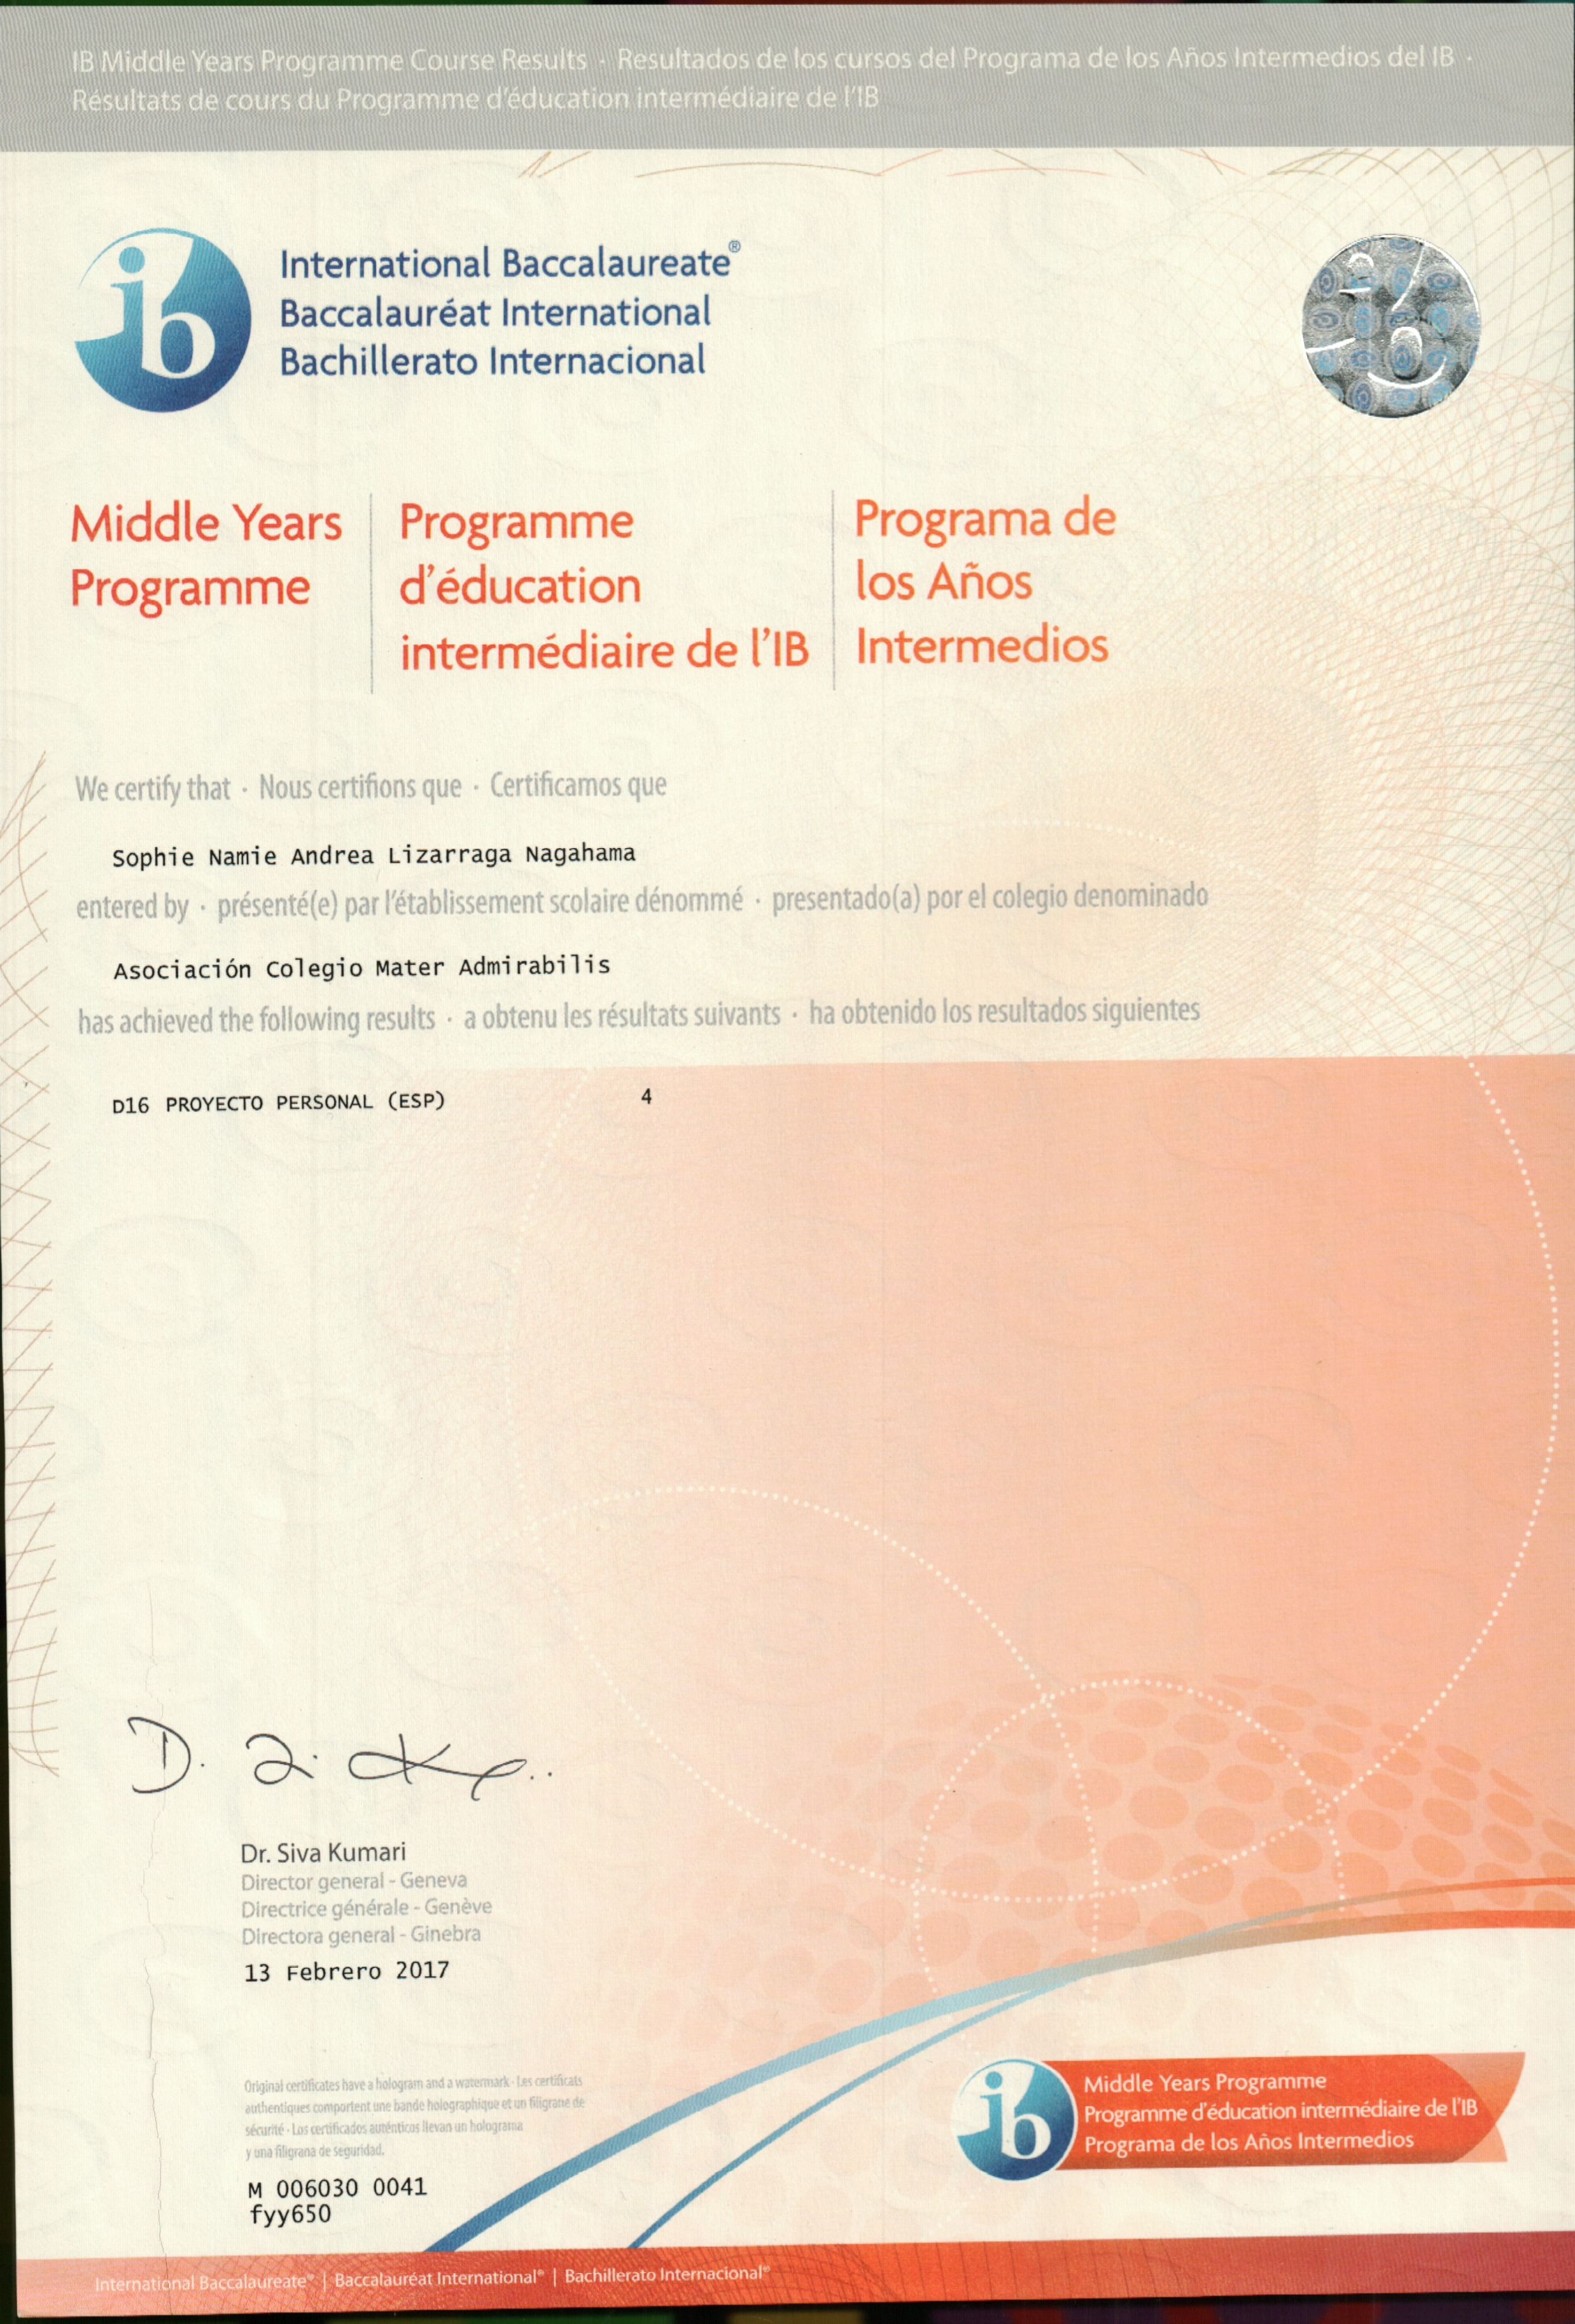 IB Middle Years Programme Course Results · Resultados de los cursos del Programa de los Años Intermedios del IB ·
Résultats de cours du Programme d'éducation intermédiaire de l'IB
ib
International Baccalaureate®
Baccalauréat International
Bachillerato Internacional
Middle Years
Programme
Programme
d'éducation
intermédiaire de l'IB
Programa de
los Años
Intermedios
We certify that · Nous certifions que · Certificamos que
Sophie Namie Andrea Lizarraga Nagahama
entered by · présenté(e) par l'établissement scolaire dénommé · presentado(a) por el colegio denominado
Asociación Colegio Mater Admirabilis
has achieved the following results · a obtenu les résultats suivants · ha obtenido los resultados siguientes
D16 PROYECTO PERSONAL (ESP) 4
Dr. Siva Kumari
Director general - Geneva
Directrice générale - Genève
Directora general - Ginebra
13 Febrero 2017
Original certificates have a hologram and a watermark · Les certificats
authentiques comportent une bande holographique et un filigrane de
sécurité · Los certificados auténticos llevan un holograma
y una filigrana de seguridad.
M 006030 0041
fyy650
ib
Middle Years Programme
Programme d'éducation intermédiaire de l'IB
Programa de los Años Intermedios
International Baccalaureate® | Baccalauréat International® | Bachillerato Internacional®